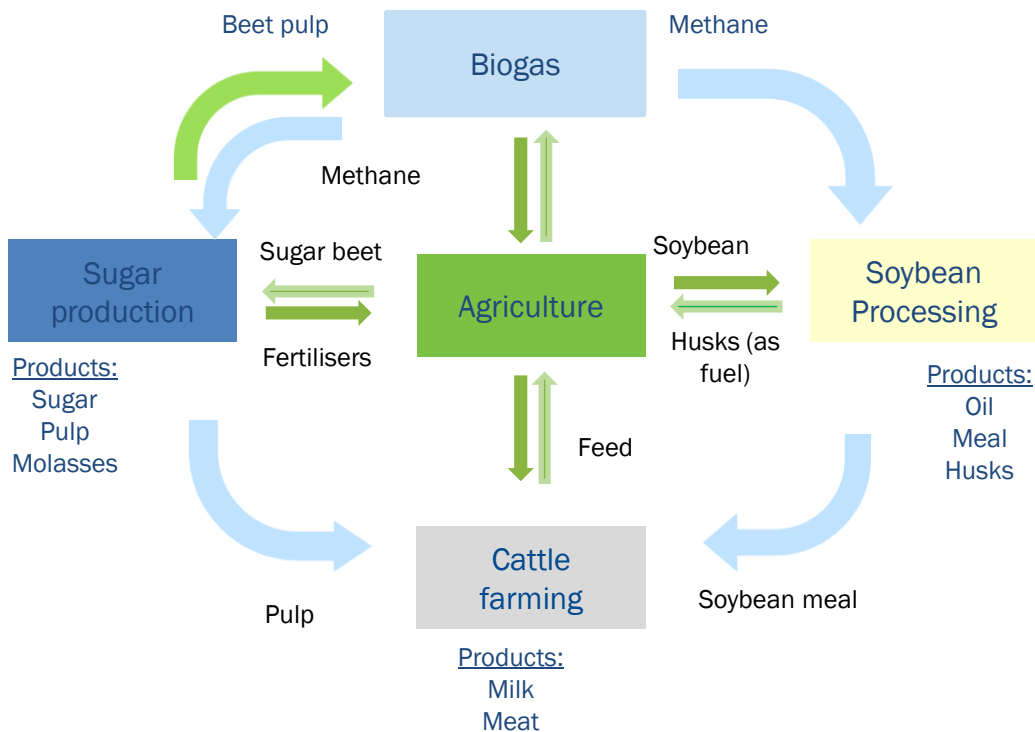 Beet pulp
Biogas
Methane
Methane
Sugar
production
Sugar beet
Fertilisers
Agriculture
Soybean
Husks (as
fuel)
Soybean
Processing
Products:
Sugar
Pulp
Molasses
Products:
Oil
Meal
Husks
Feed
Cattle
farming
Pulp
Soybean meal
Products:
Milk
Meat